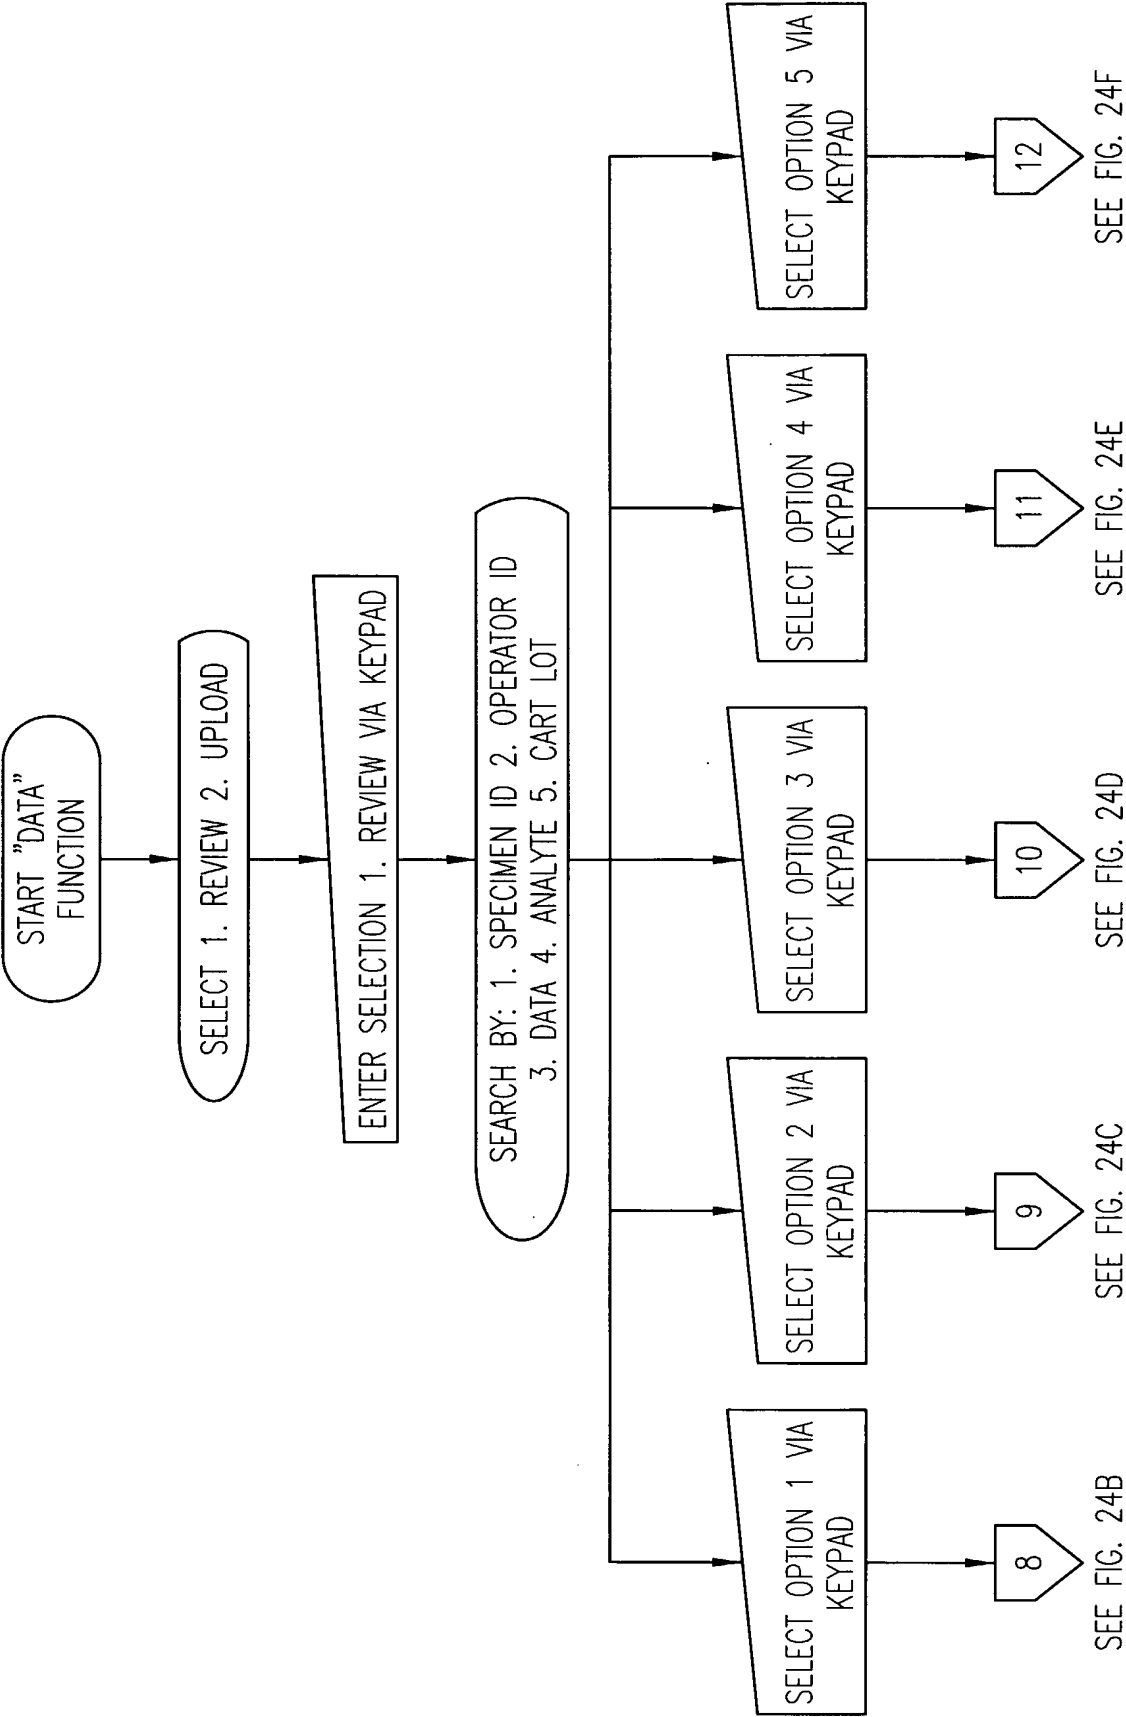 START "DATA"
FUNCTION
SELECT 1. REVIEW 2. UPLOAD
ENTER SELECTION 1. REVIEW VIA KEYPAD
SEARCH BY: 1. SPECIMEN ID 2. OPERATOR ID
3. DATA 4. ANALYTE 5. CART LOT
SELECT OPTION 1 VIA
KEYPAD
8
SEE FIG. 24B
SELECT OPTION 2 VIA
KEYPAD
9
SEE FIG. 24C
SELECT OPTION 3 VIA
KEYPAD
10
SEE FIG. 24D
SELECT OPTION 4 VIA
KEYPAD
11
SEE FIG. 24E
SELECT OPTION 5 VIA
KEYPAD
12
SEE FIG. 24F